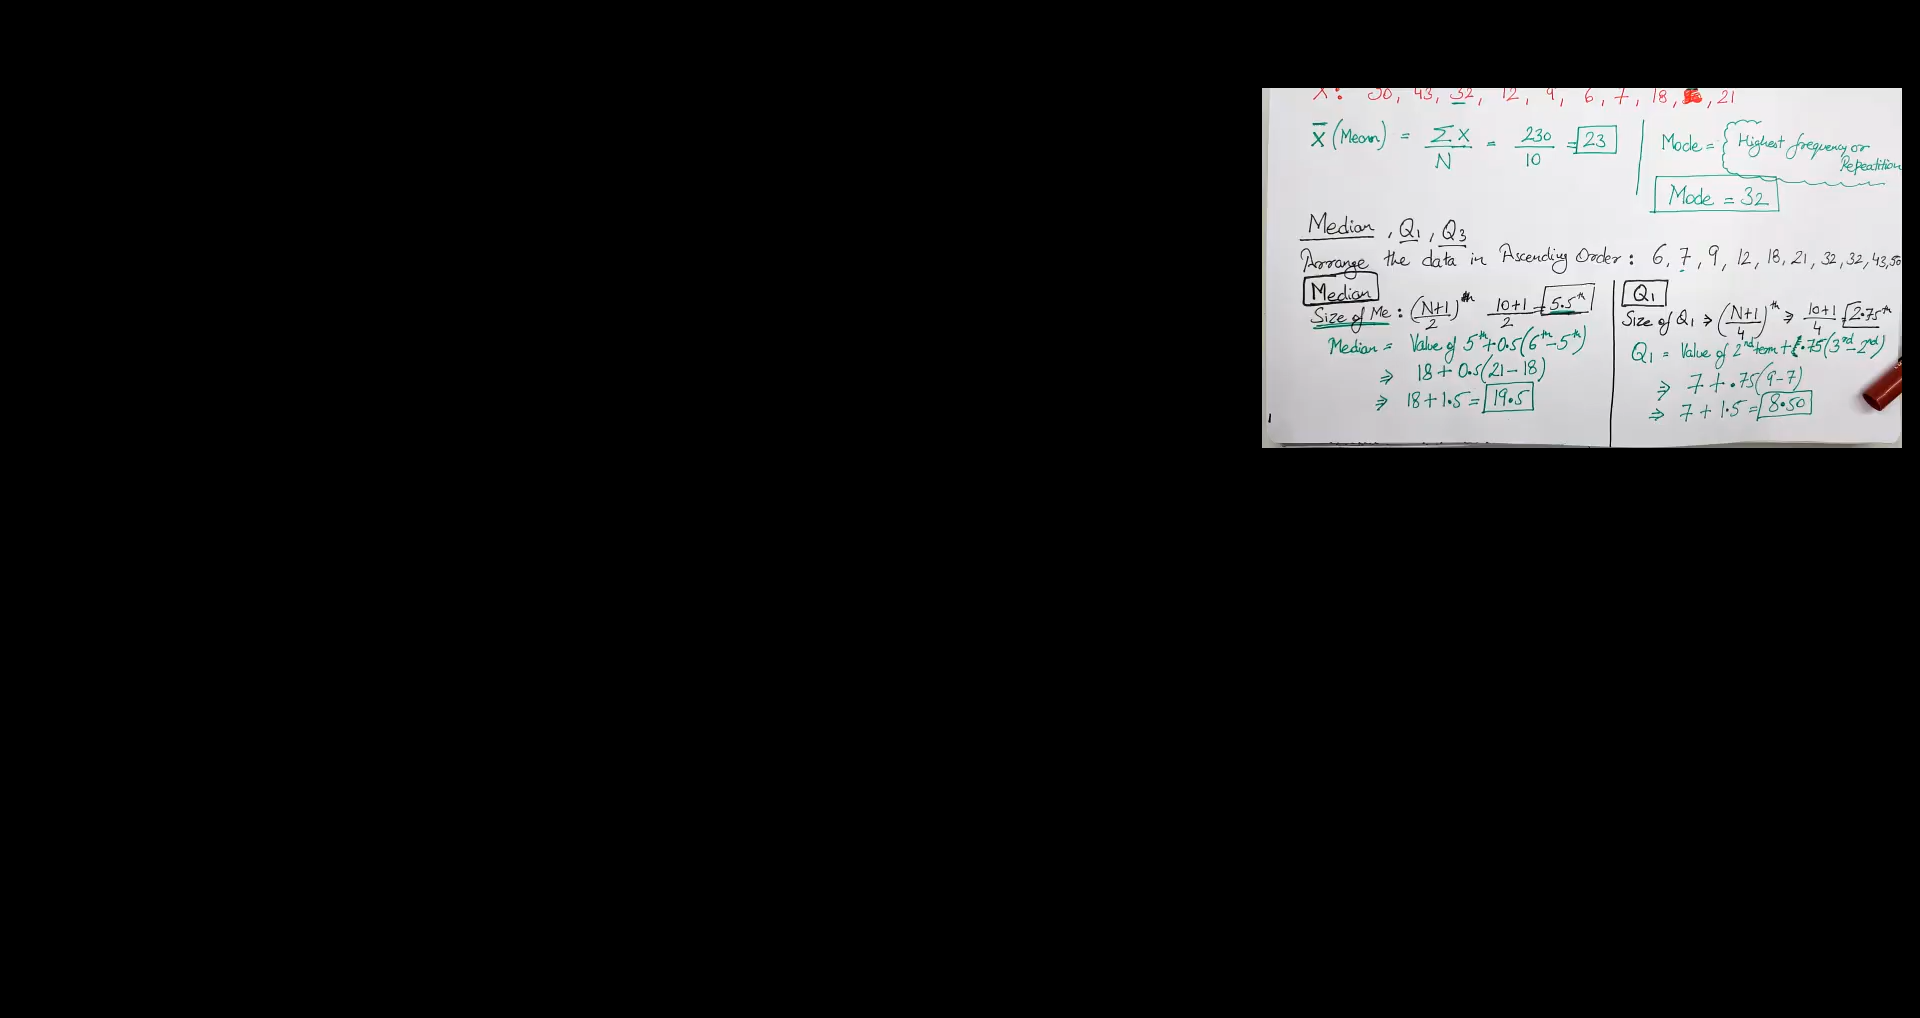 X: 50, 43, 32, 12, 9, 6, 7, 18, , 21
X̄ (Mean) = ΣX / N = 230 / 10 = 23
Mode = { Highest frequency or
Repeatition
Mode = 32
Median, Q1, Q3
Arrange the data in Ascending Order: 6, 7, 9, 12, 18, 21, 32, 32, 43, 50
Median
Size of Me: (N+1 / 2)th 10+1 / 2 = 5.5th
Median = Value of 5th + 0.5(6th – 5th)
⇒ 18 + 0.5(21 – 18)
⇒ 18 + 1.5 = 19.5
Q1
Size of Q1 ⇒ (N+1 / 4)th ⇒ 10+1 / 4 = 2.75th
Q1 = Value of 2nd term + .75(3rd – 2nd)
⇒ 7 + .75(9-7)
⇒ 7 + 1.5 = 8.50